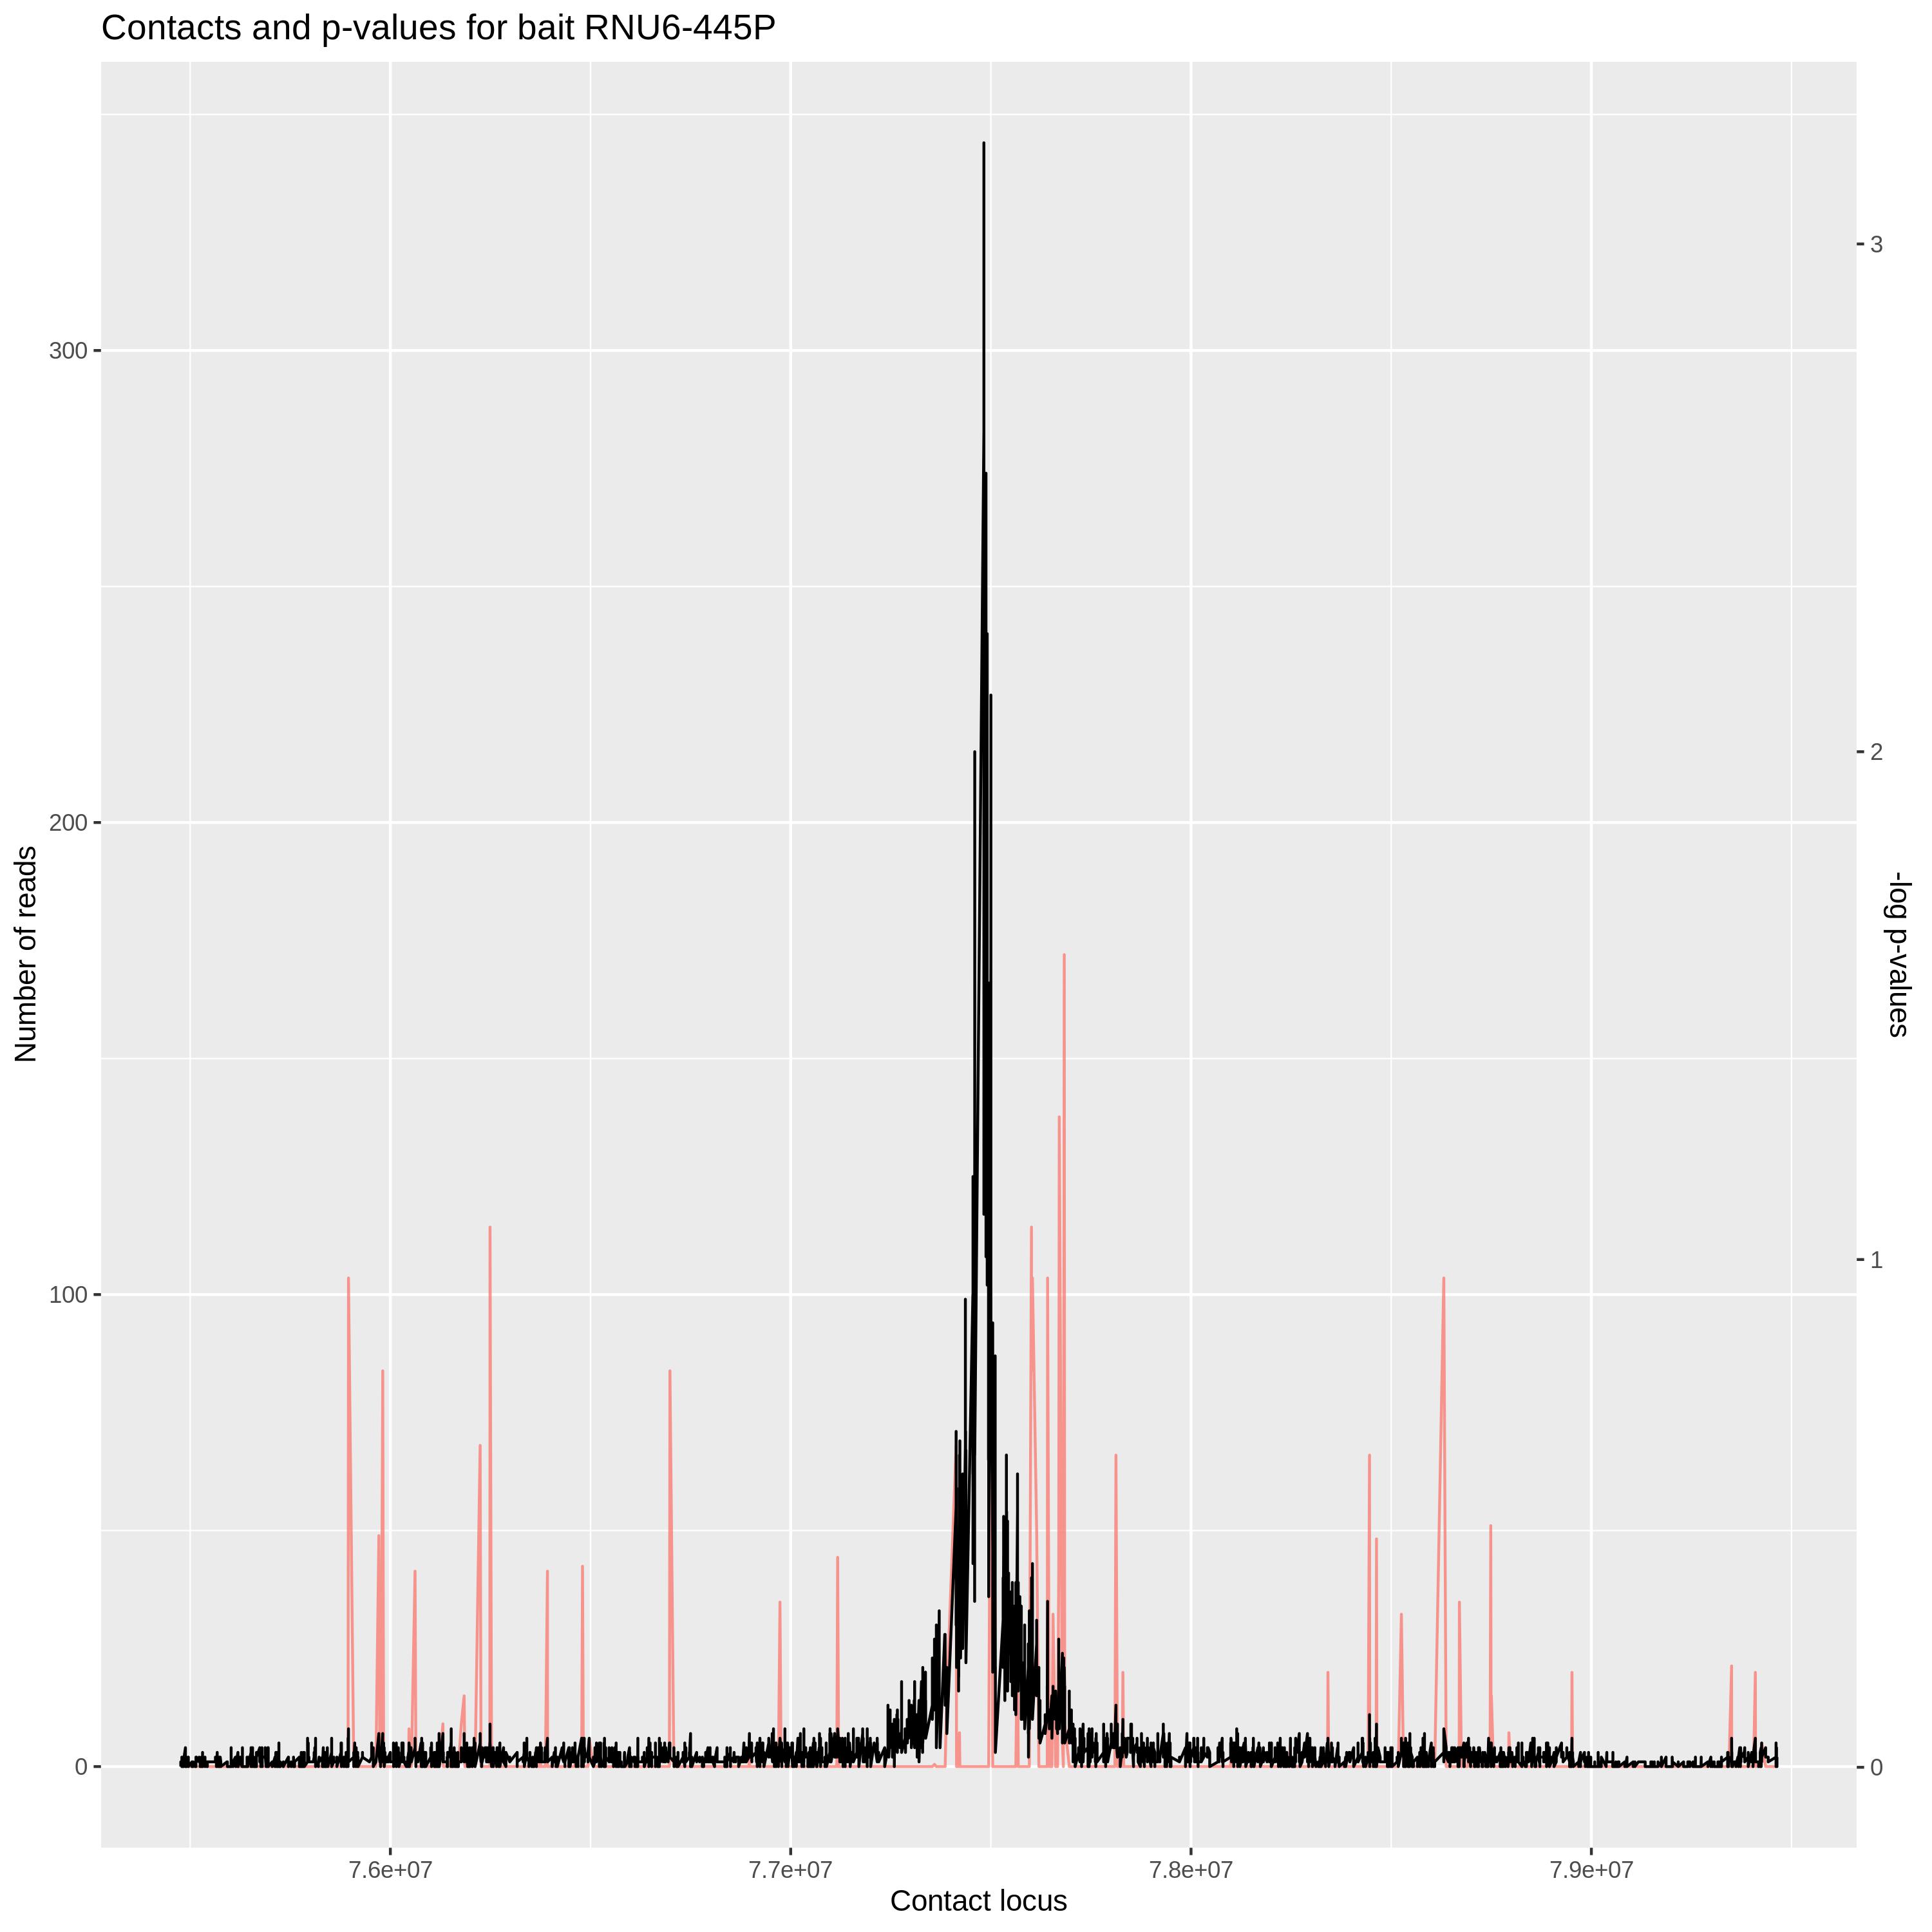 Contacts and p-values for bait RNU6-445P
300
200
100
0
Number of reads
3
2
1
0
-log p-values
7.6e+07
7.7e+07
7.8e+07
7.9e+07
Contact locus